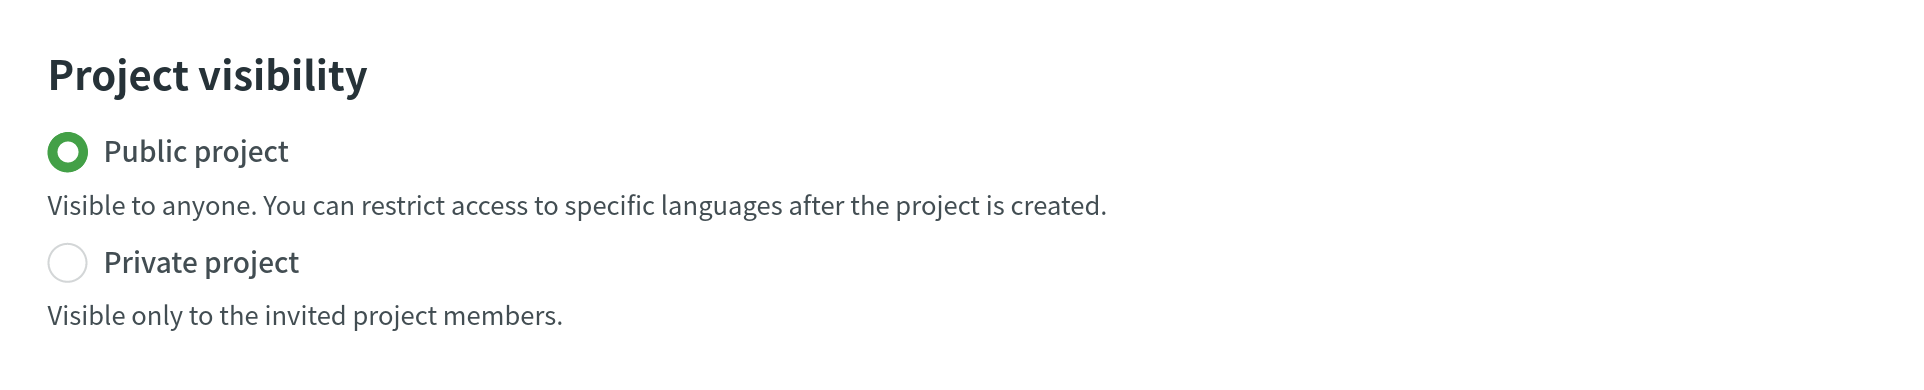 Project visibility
Public project
Visible to anyone. You can restrict access to specific languages after the project is created.
Private project
Visible only to the invited project members.